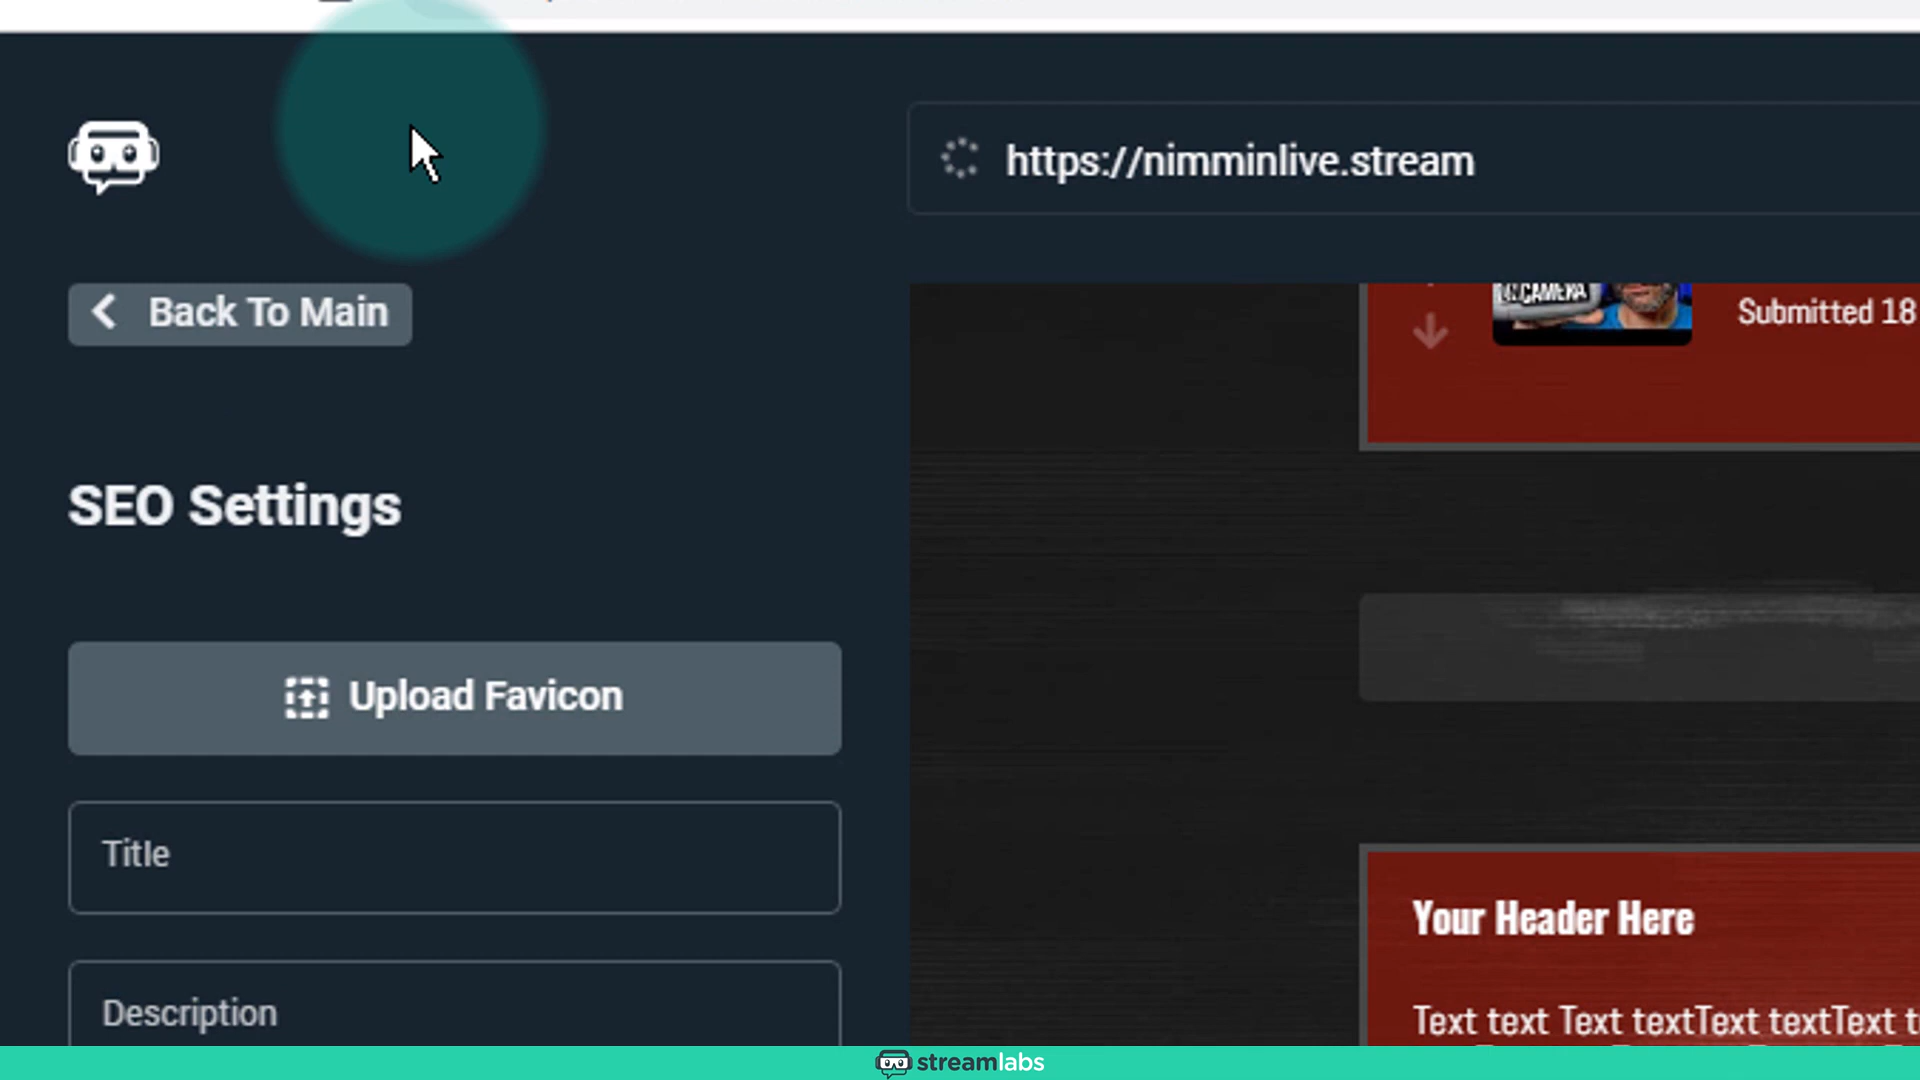 https://nimminlive.stream
Back To Main
CAMERA
Submitted 18
SEO Settings
Upload Favicon
Title
Your Header Here
Description
Text text Text textText textText
streamlabs